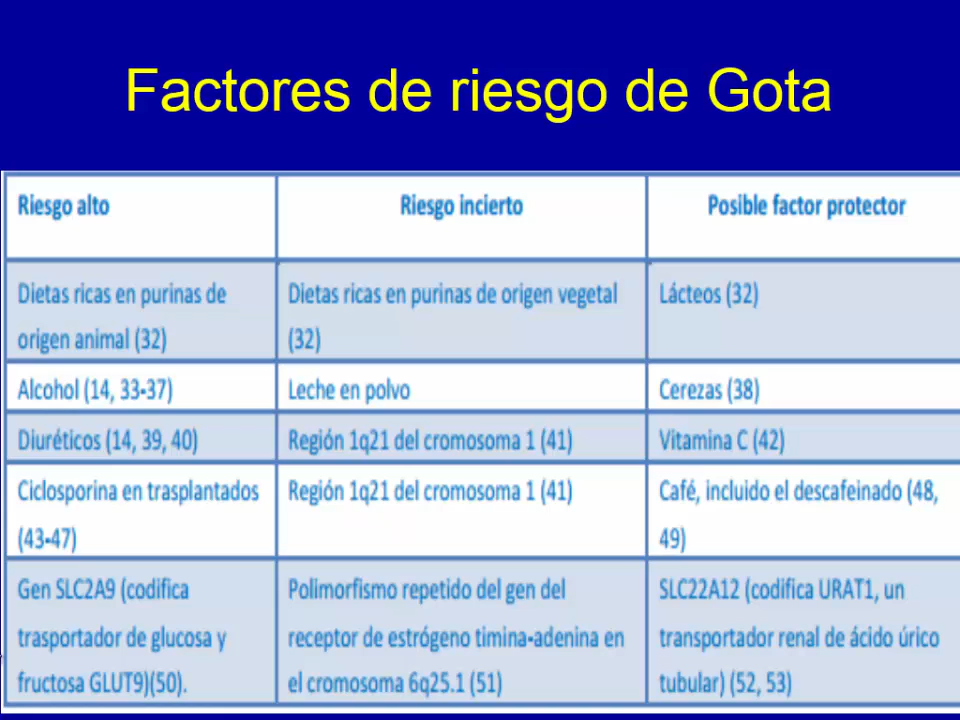 Factores de riesgo de Gota
Riesgo alto
Riesgo incierto
Posible factor protector
Dietas ricas en purinas de
origen animal (32)
Dietas ricas en purinas de origen vegetal
(32)
Lácteos (32)
Alcohol (14, 33-37)
Leche en polvo
Cerezas (38)
Diuréticos (14, 39, 40)
Región 1q21 del cromosoma 1 (41)
Vitamina C (42)
Ciclosporina en trasplantados
(43-47)
Región 1q21 del cromosoma 1 (41)
Café, incluido el descafeinado (48,
49)
Gen SLC2A9 (codifica
trasportador de glucosa y
fructosa GLUT9)(50).
Polimorfismo repetido del gen del
receptor de estrógeno timina-adenina en
el cromosoma 6q25.1 (51)
SLC22A12 (codifica URAT1, un
transportador renal de ácido úrico
tubular) (52, 53)